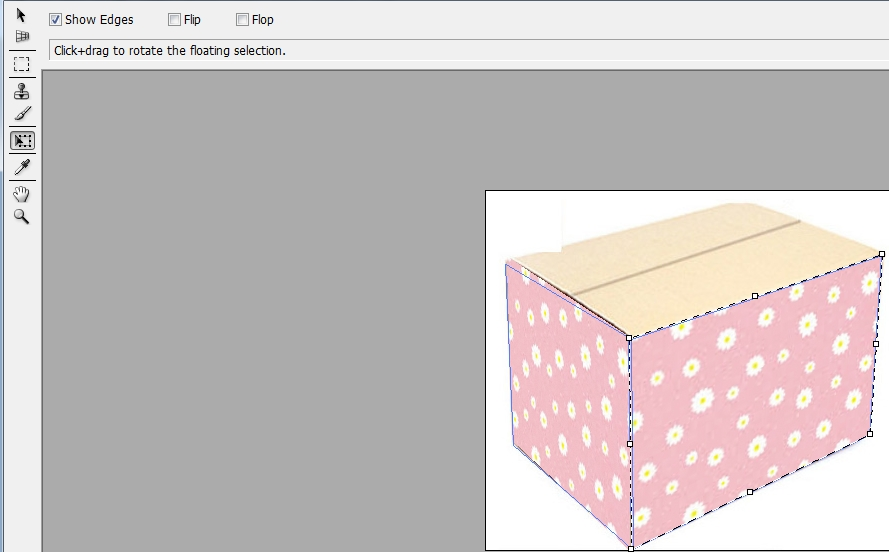 Show Edges Flip Flop
Click+drag to rotate the floating selection.